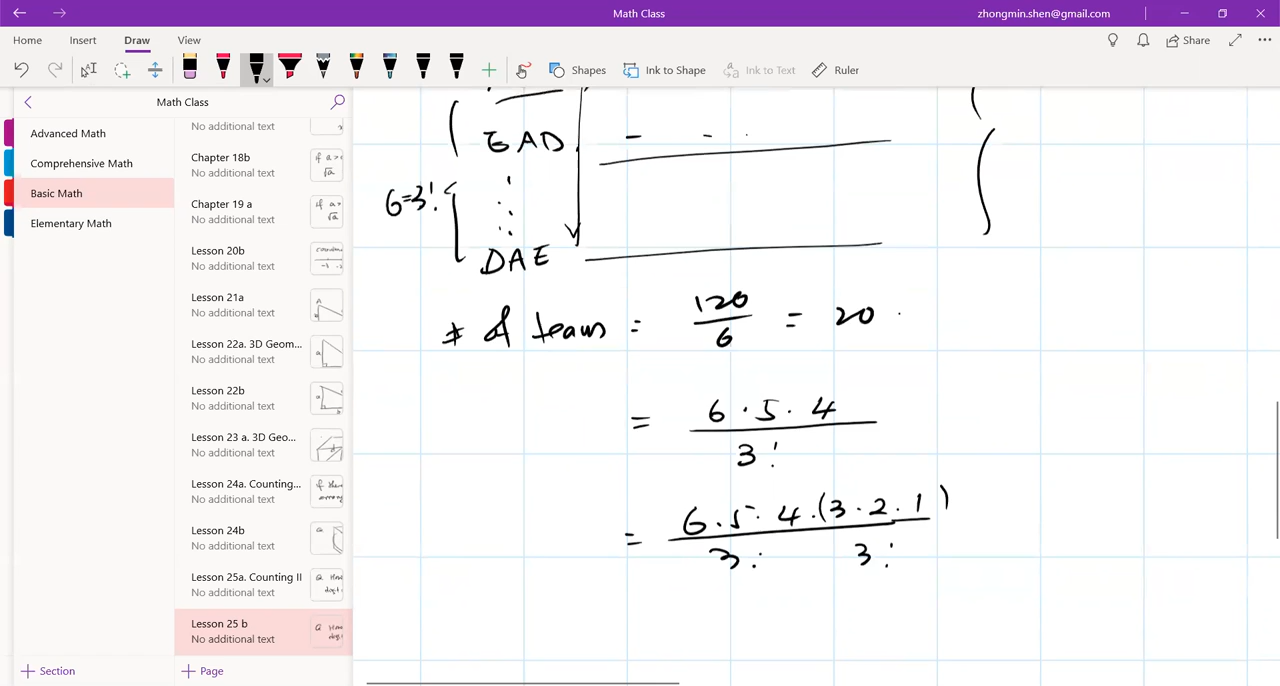 Math Class
zhongmin.shen@gmail.com
Home
Insert
Draw
View
Share
Shapes
Ink to Shape
Ink to Text
Ruler
Math Class
Advanced Math
Comprehensive Math
Basic Math
Elementary Math
No additional text
Chapter 18b
No additional text
Chapter 19 a
No additional text
Lesson 20b
No additional text
Lesson 21a
No additional text
Lesson 22a. 3D Geom...
No additional text
Lesson 22b
No additional text
Lesson 23 a. 3D Geo...
No additional text
Lesson 24a. Counting...
No additional text
Lesson 24b
No additional text
Lesson 25a. Counting II
No additional text
Lesson 25 b
No additional text
Section
Page
EAD
6=3!
DAE
# of teams = 120/6 = 20
= 6·5·4 / 3!
= 6·5·4·(3·2·1) / 3! 3!